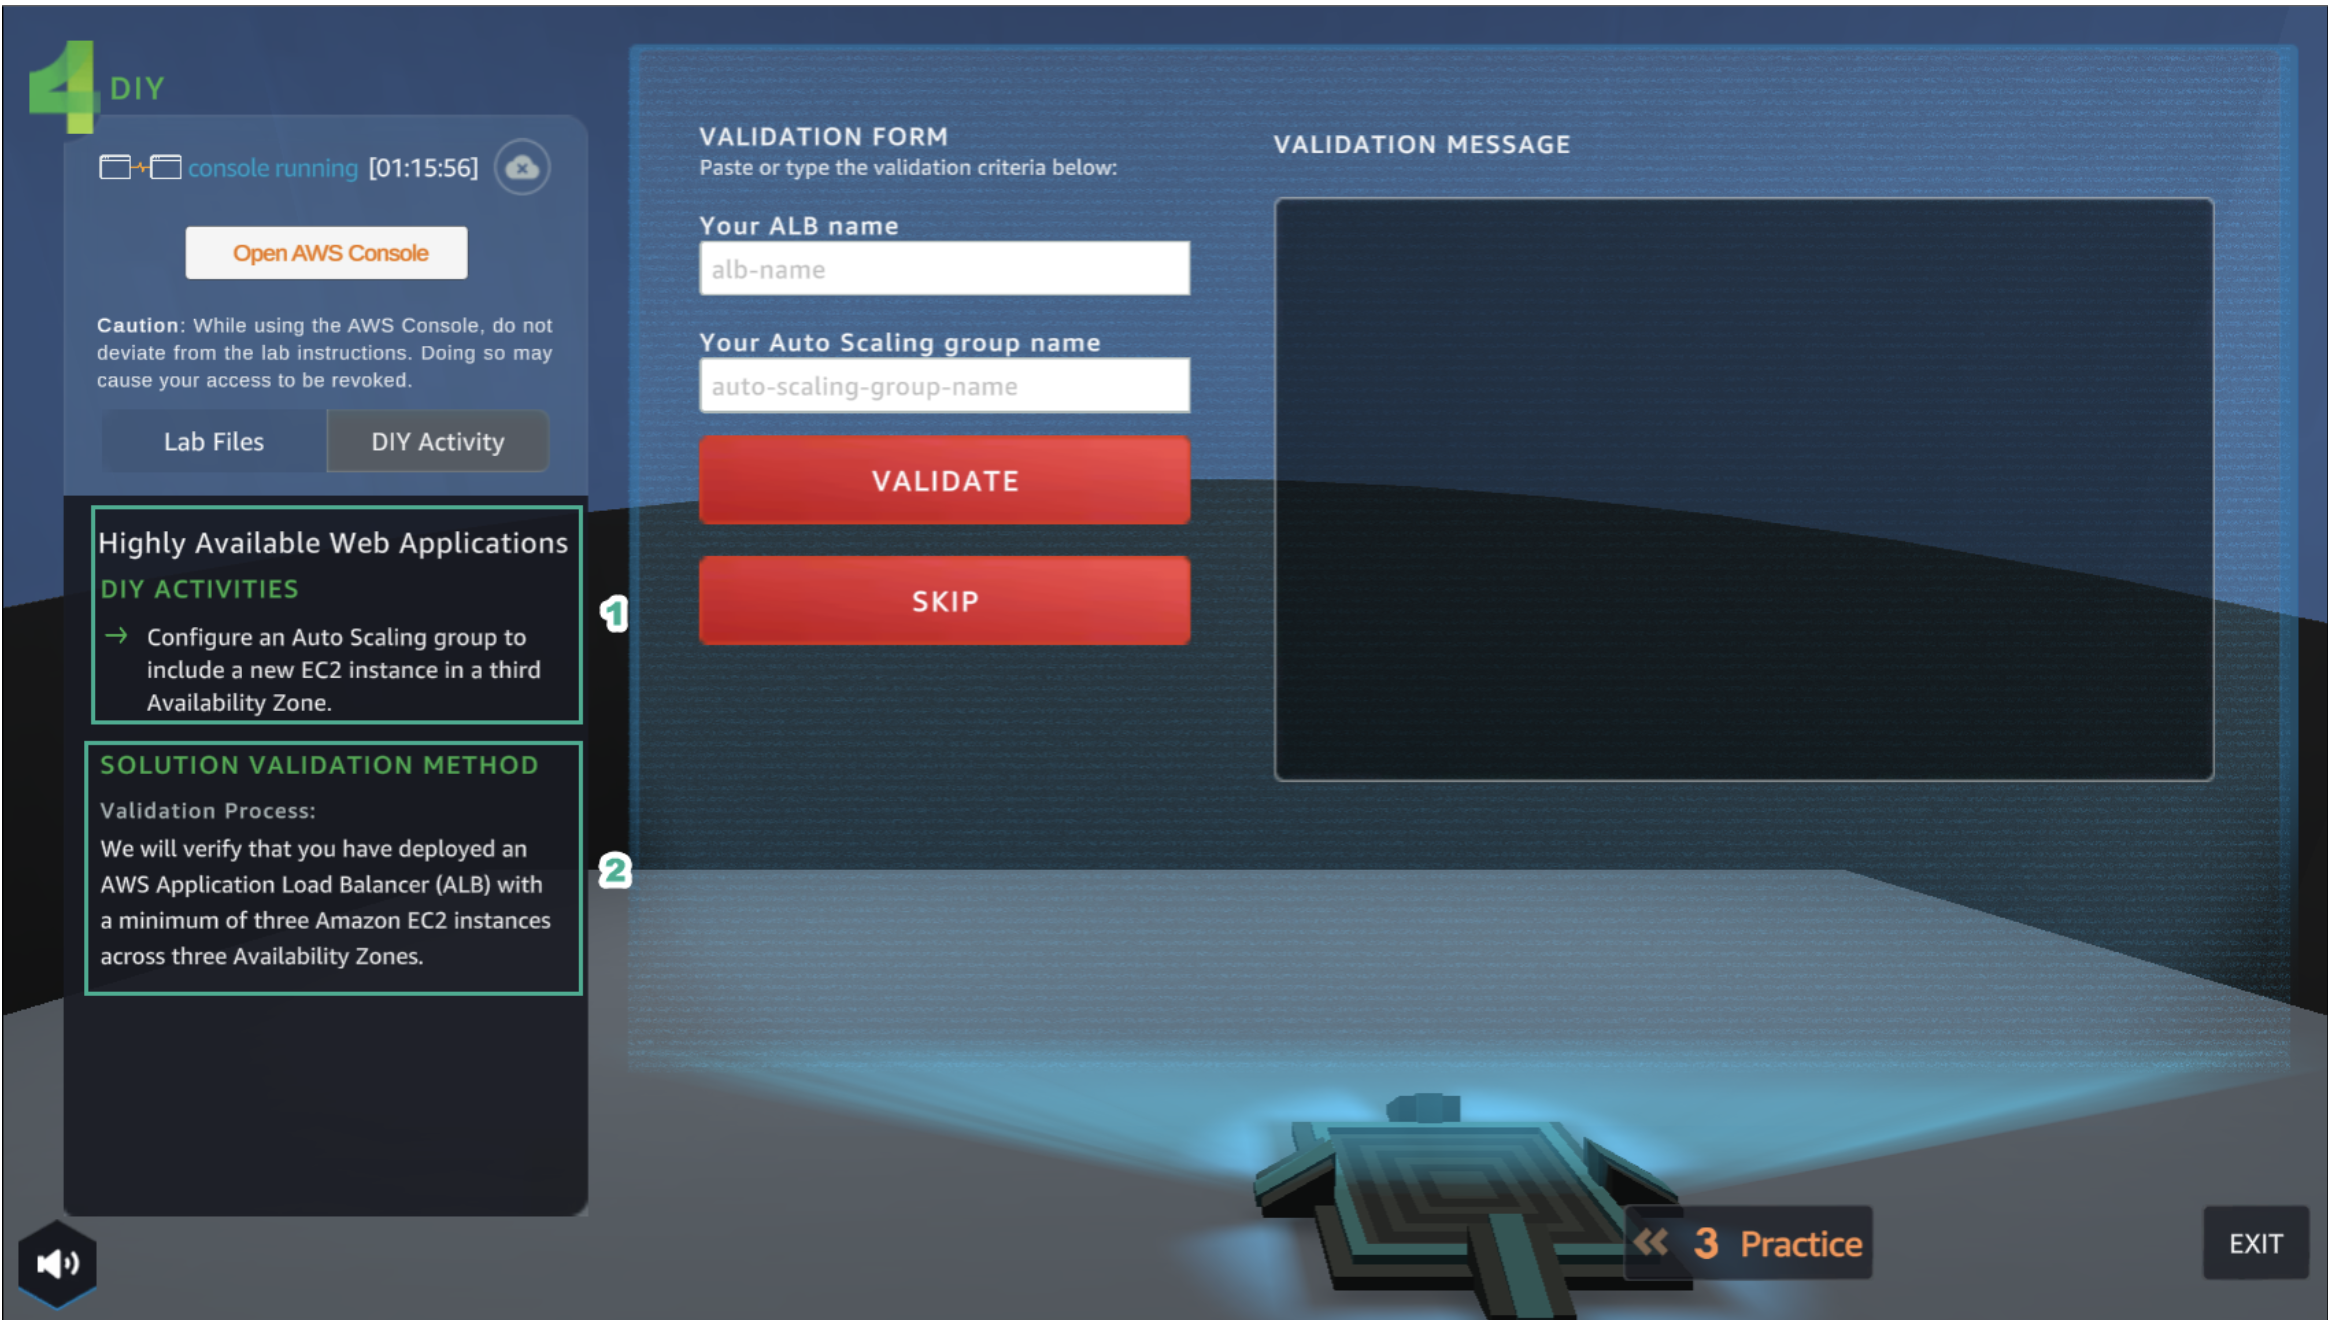 4 DIY
console running [01:15:56]
Open AWS Console
Caution: While using the AWS Console, do not
deviate from the lab instructions. Doing so may
cause your access to be revoked.
Lab Files
DIY Activity
Highly Available Web Applications
DIY ACTIVITIES
→ Configure an Auto Scaling group to
include a new EC2 instance in a third
Availability Zone.
1
SOLUTION VALIDATION METHOD
Validation Process:
We will verify that you have deployed an
AWS Application Load Balancer (ALB) with
a minimum of three Amazon EC2 instances
across three Availability Zones.
2
VALIDATION FORM
Paste or type the validation criteria below:
Your ALB name
alb-name
Your Auto Scaling group name
auto-scaling-group-name
VALIDATE
SKIP
VALIDATION MESSAGE
3 Practice
EXIT